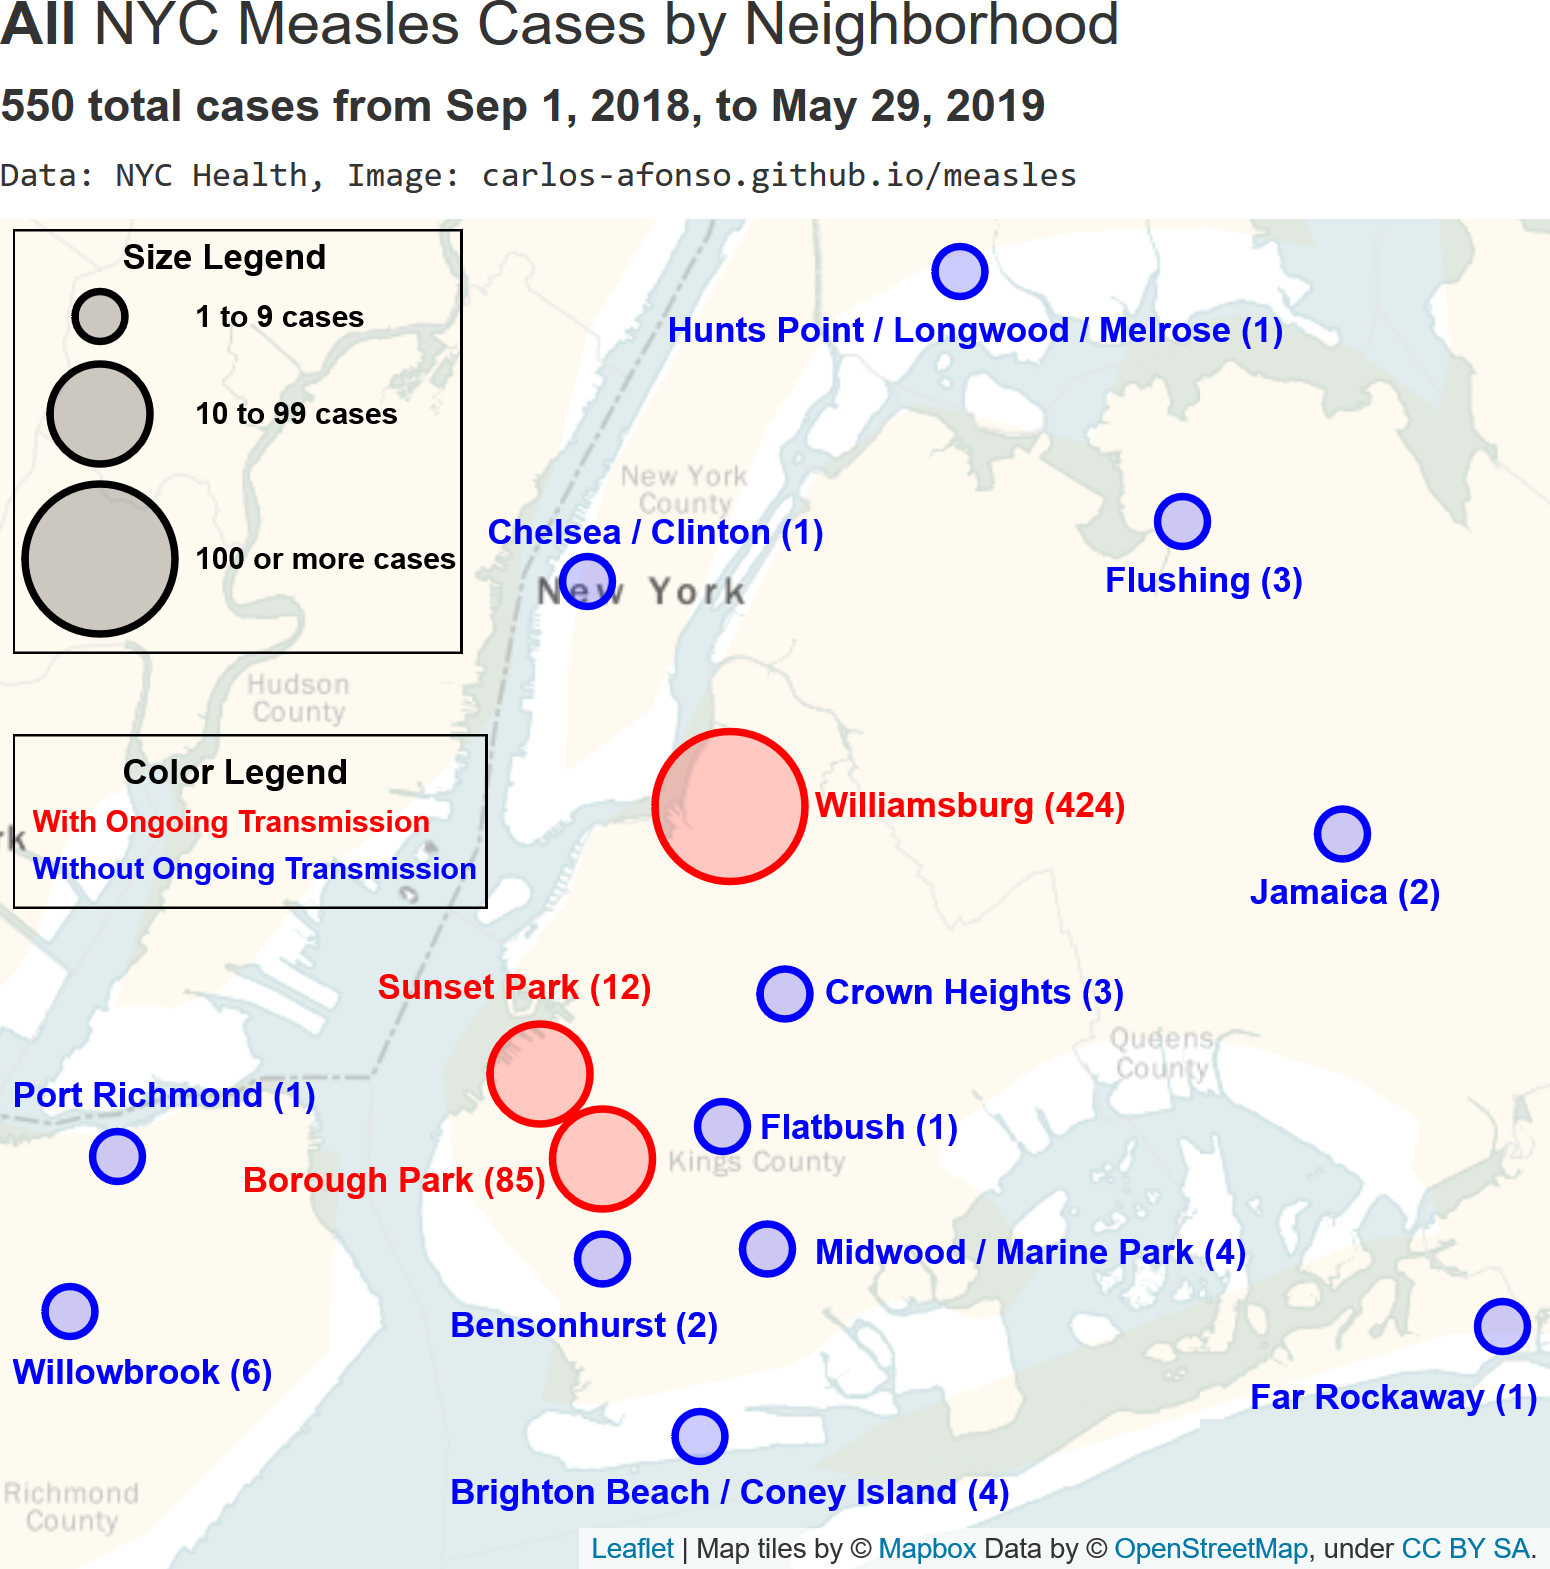 All NYC Measles Cases by Neighborhood
550 total cases from Sep 1, 2018, to May 29, 2019
Data: NYC Health, Image: carlos-afonso.github.io/measles
Size Legend
1 to 9 cases
10 to 99 cases
100 or more cases
Hunts Point / Longwood / Melrose (1)
New York
County
Chelsea / Clinton (1)
New York
Flushing (3)
Hudson
County
Color Legend
With Ongoing Transmission
Without Ongoing Transmission
Williamsburg (424)
Jamaica (2)
Sunset Park (12)
Crown Heights (3)
Queens
County
Port Richmond (1)
Flatbush (1)
Kings County
Borough Park (85)
Midwood / Marine Park (4)
Bensonhurst (2)
Willowbrook (6)
Far Rockaway (1)
Brighton Beach / Coney Island (4)
Richmond
County
Leaflet | Map tiles by © Mapbox Data by © OpenStreetMap, under CC BY SA.